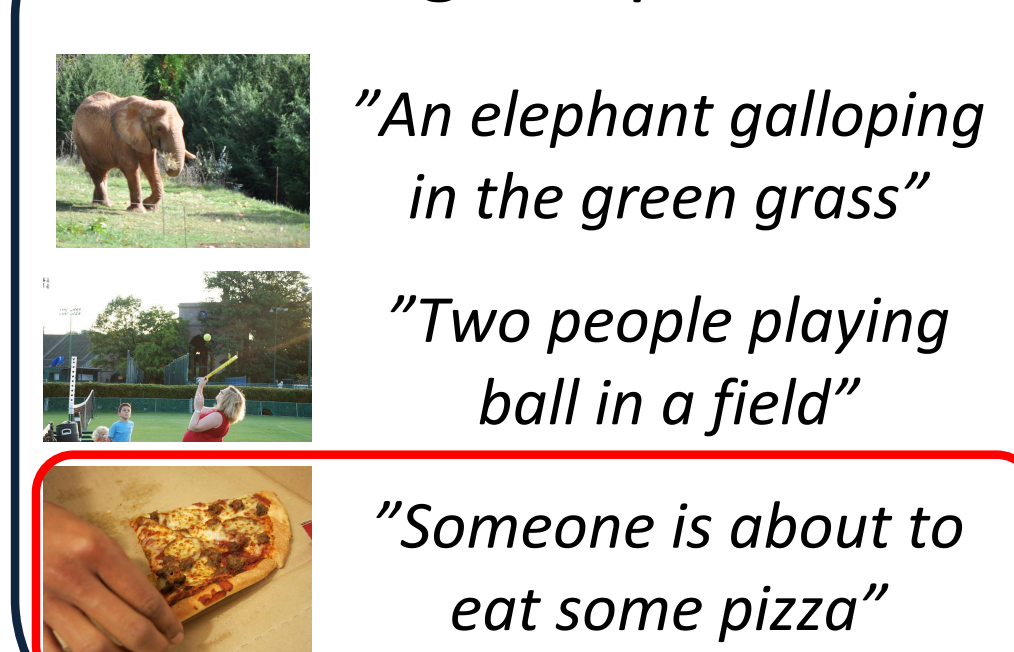 ”An elephant galloping
in the green grass”
”Two people playing
ball in a field”
”Someone is about to
eat some pizza”